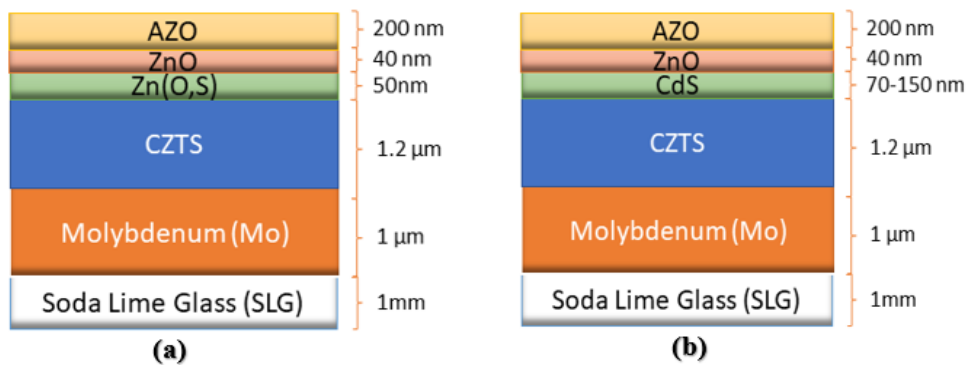 AZO
200 nm
ZnO
40 nm
Zn(O,S)
50nm
CZTS
1.2 µm
Molybdenum (Mo)
1 µm
Soda Lime Glass (SLG)
1mm
(a)
AZO
200 nm
ZnO
40 nm
CdS
70-150 nm
CZTS
1.2 µm
Molybdenum (Mo)
1 µm
Soda Lime Glass (SLG)
1mm
(b)